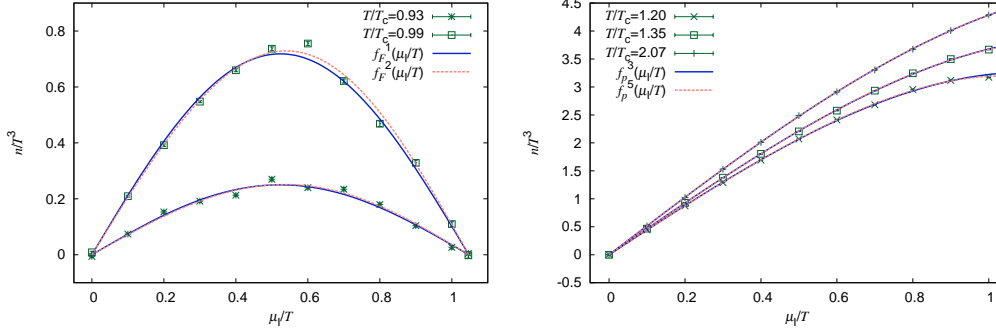 T/Tc=0.93
T/Tc=0.99
fF1(μI/T)
fF2(μI/T)
n/T3
0.8
0.6
0.4
0.2
0
0
0.2
0.4
0.6
0.8
1
μI/T
T/Tc=1.20
T/Tc=1.35
T/Tc=2.07
fp3(μI/T)
fp5(μI/T)
n/T3
4.5
4
3.5
3
2.5
2
1.5
1
0.5
0
-0.5
0
0.2
0.4
0.6
0.8
1
μI/T